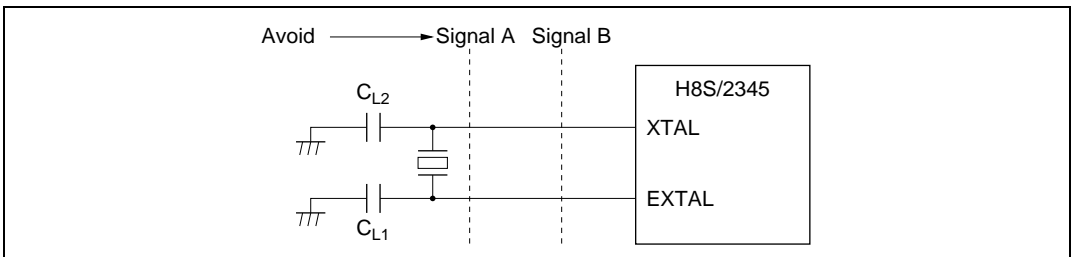 Avoid Signal A Signal B
H8S/2345
CL2
XTAL
EXTAL
CL1